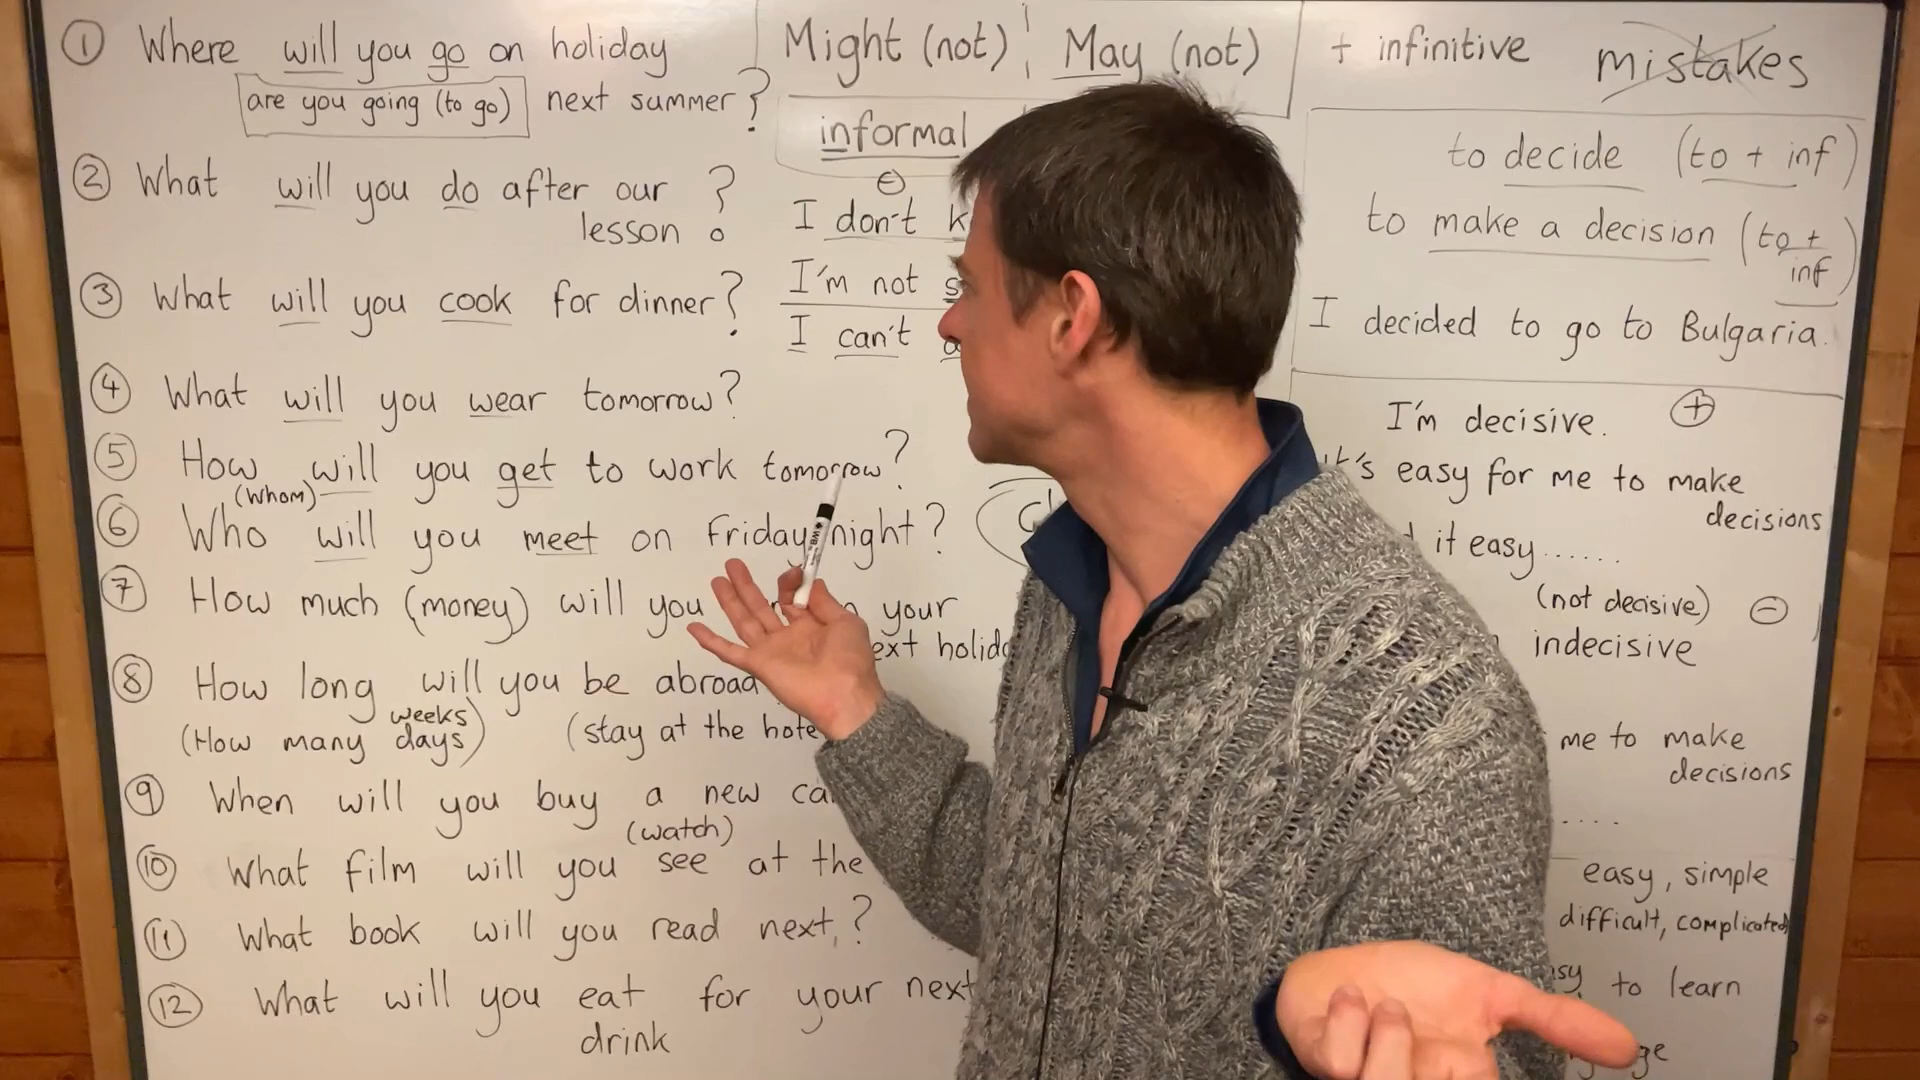 ① Where will you go on holiday
are you going (to go) next summer?
② What will you do after our ?
lesson
③ What will you cook for dinner?
④ What will you wear tomorrow?
⑤ How will you get to work tomorrow?
(whom)
⑥ Who will you meet on Friday night?
⑦ How much (money) will you your
holid
⑧ How long will you be abroad
weeks
(How many days) (stay at the hote
⑨ When will you buy a new ca
(watch)
⑩ What film will you see at the
⑪ What book will you read next?
⑫ What will you eat for your next
drink
Might (not) May (not) + infinitive
informal
⊖
I don't k
I'm not s
I can't
mistakes
to decide (to + inf)
to make a decision (to +
inf)
I decided to go to Bulgaria.
I'm decisive. ⊕
t's easy for me to make
decisions
it easy......
(not decisive) ⊖
indecisive
me to make
decisions
....
easy, simple
difficult, complicated
sy to learn
ge